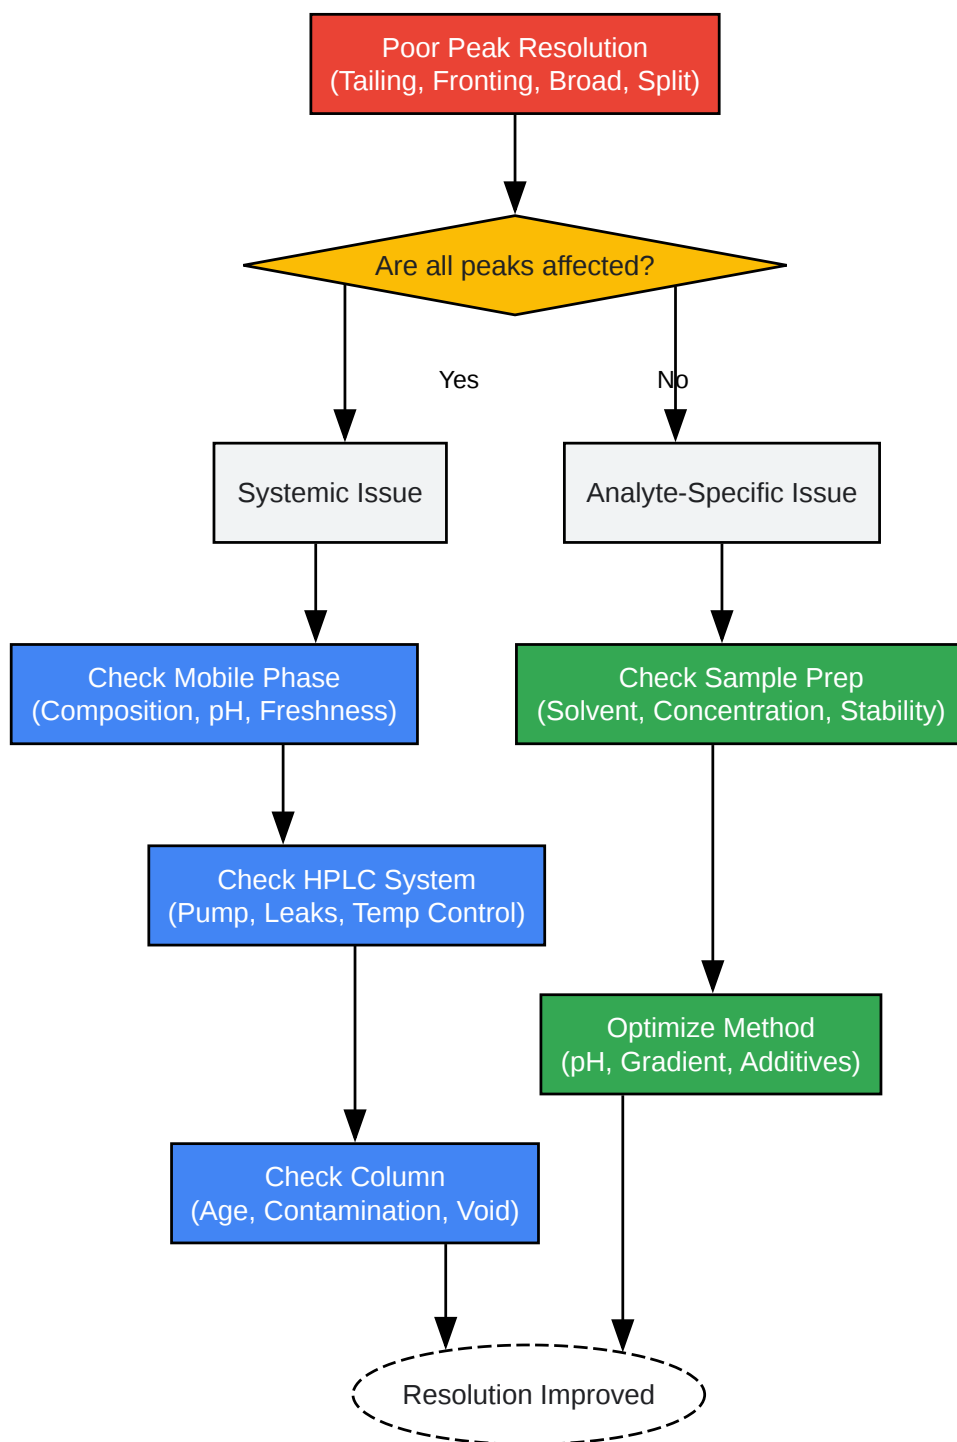 Poor Peak Resolution
(Tailing, Fronting, Broad, Split)
Are all peaks affected?
Yes
No
Systemic Issue
Analyte-Specific Issue
Check Mobile Phase
(Composition, pH, Freshness)
Check Sample Prep
(Solvent, Concentration, Stability)
Check HPLC System
(Pump, Leaks, Temp Control)
Optimize Method
(pH, Gradient, Additives)
Check Column
(Age, Contamination, Void)
Resolution Improved